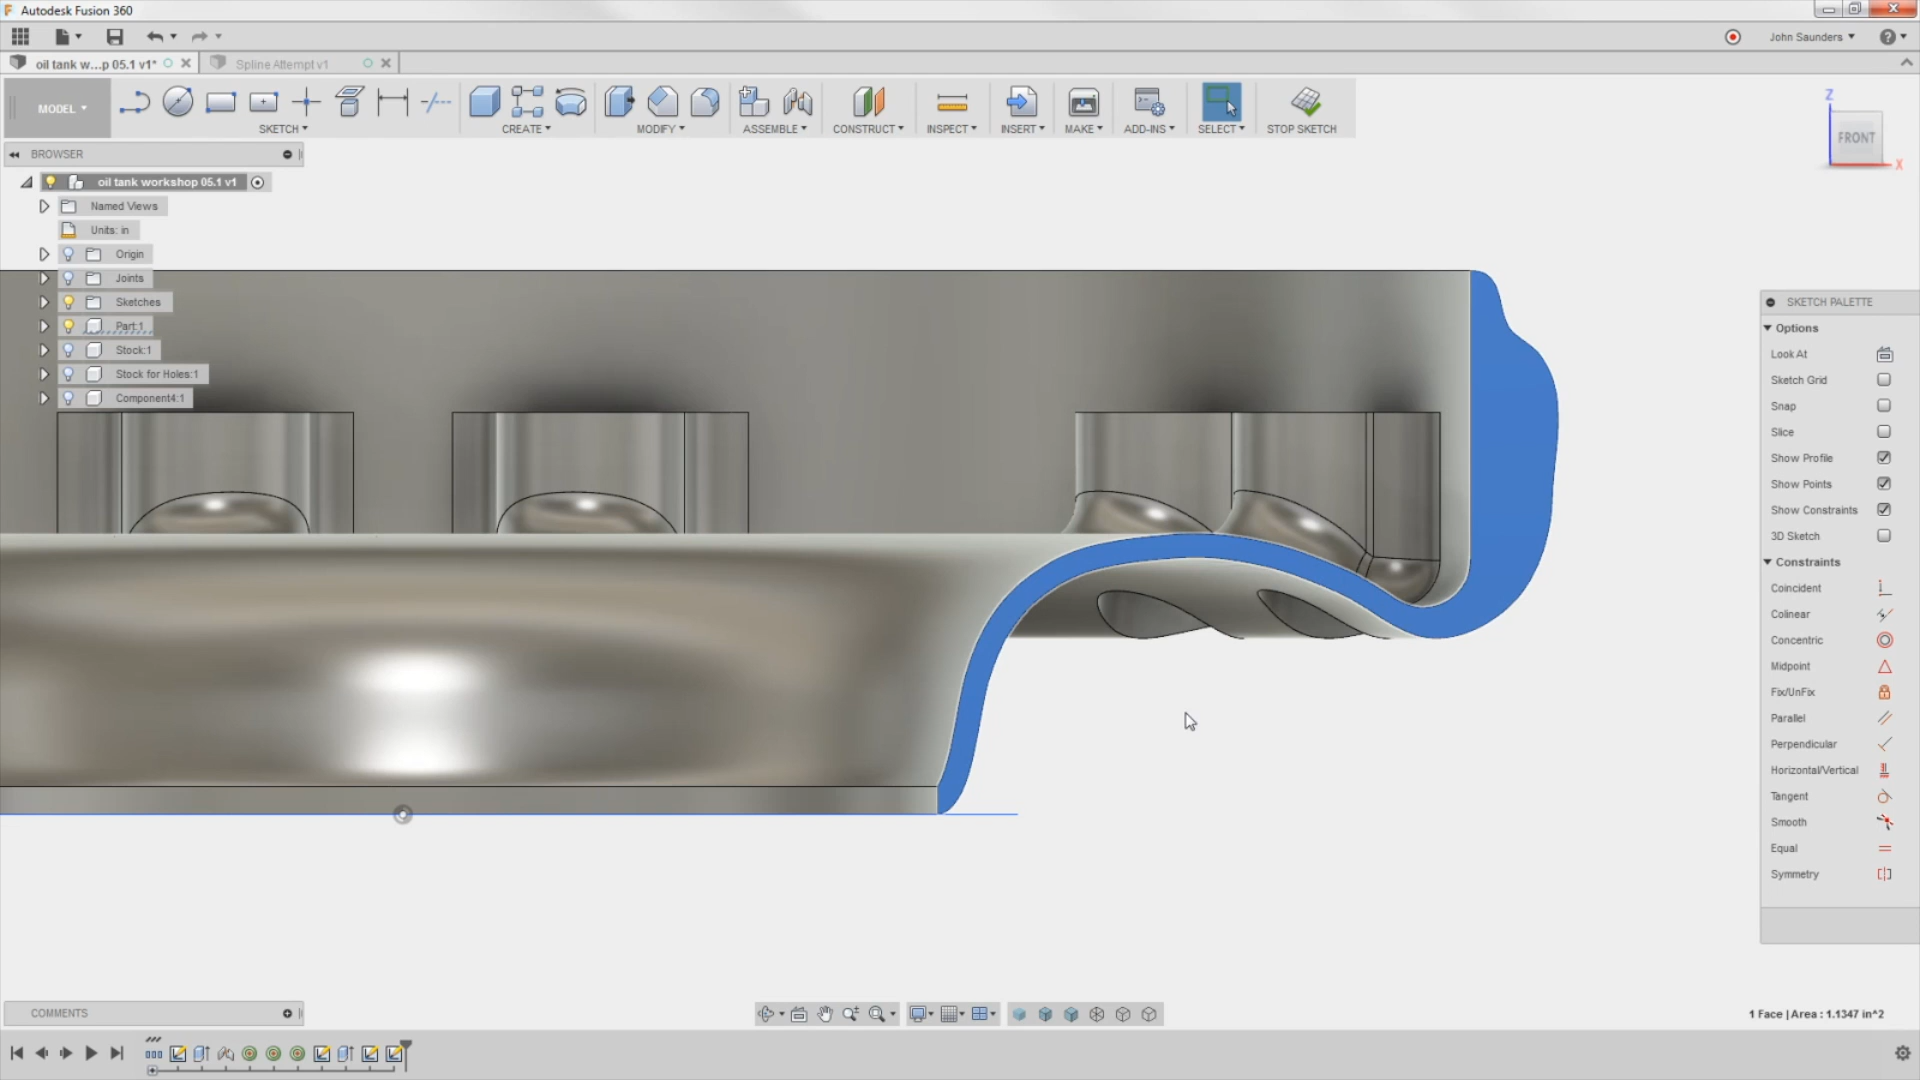 Autodesk Fusion 360
John Saunders
oil tank w...p 05.1 v1*
Spline Attempt v1
MODEL
SKETCH
CREATE
MODIFY
ASSEMBLE
CONSTRUCT
INSPECT
INSERT
MAKE
ADD-INS
SELECT
STOP SKETCH
Z
FRONT
X
BROWSER
oil tank workshop 05.1 v1
Named Views
Units: in
Origin
Joints
Sketches
Part:1
Stock:1
Stock for Holes:1
Component4:1
SKETCH PALETTE
Options
Look At
Sketch Grid
Snap
Slice
Show Profile
Show Points
Show Constraints
3D Sketch
Constraints
Coincident
Colinear
Concentric
Midpoint
Fix/UnFix
Parallel
Perpendicular
Horizontal/Vertical
Tangent
Smooth
Equal
Symmetry
COMMENTS
1 Face | Area : 1.1347 in^2